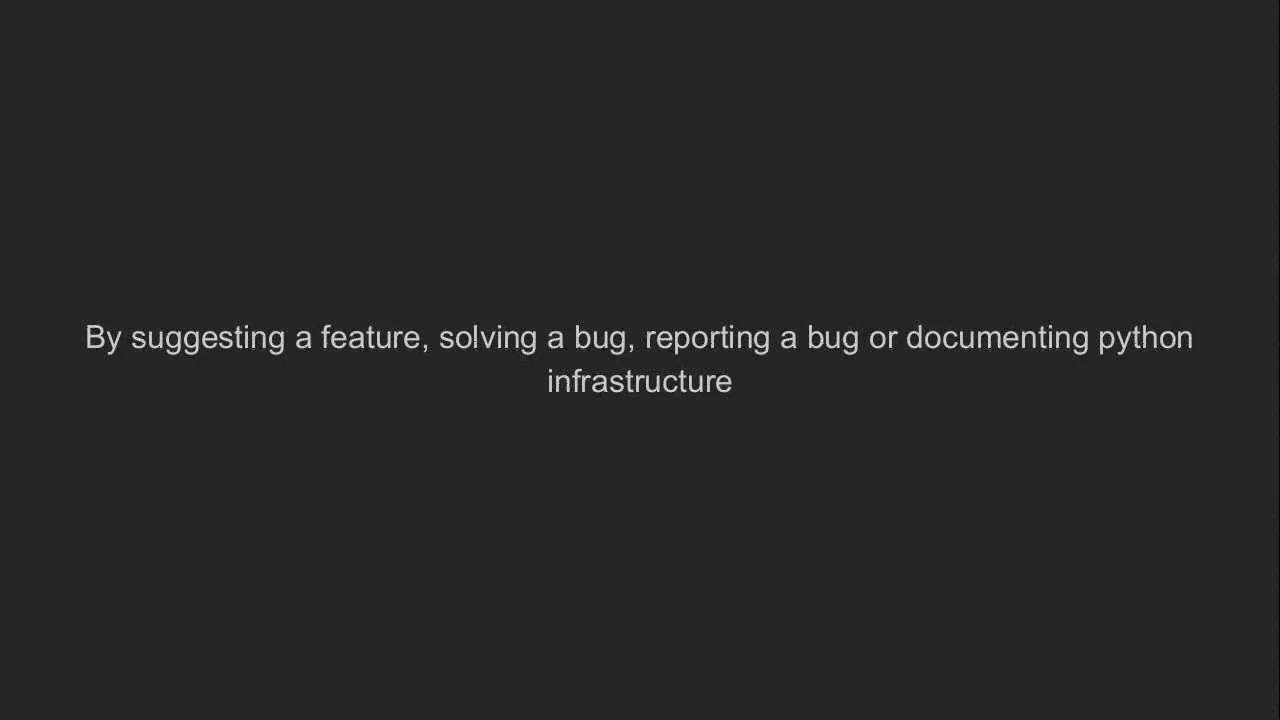 By suggesting a feature, solving a bug, reporting a bug or documenting python
infrastructure